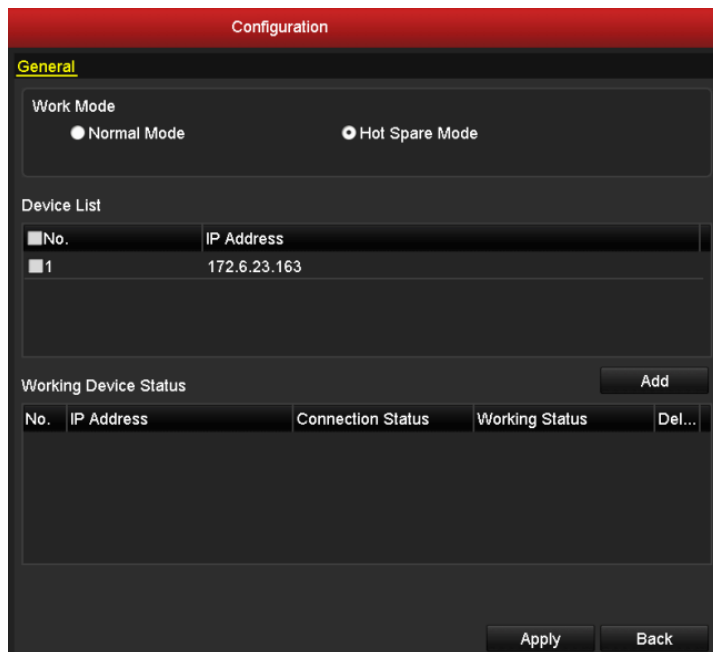 Configuration
General
Work Mode
Normal Mode Hot Spare Mode
Device List
No. IP Address
1 172.6.23.163
Add
Working Device Status
No. IP Address Connection Status Working Status Del...
Apply Back